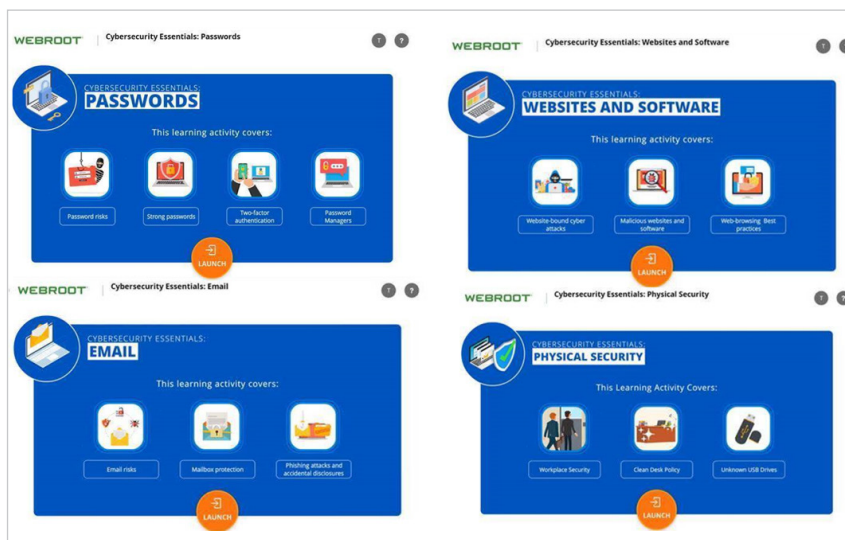 WEBROOT
Cybersecurity Essentials: Passwords
T ?
CYBERSECURITY ESSENTIALS:
PASSWORDS
This learning activity covers:
Password risks
Strong passwords
Two-factor
authentication
Password
Managers
LAUNCH
WEBROOT
Cybersecurity Essentials: Websites and Software
T
CYBERSECURITY ESSENTIALS:
WEBSITES AND SOFTWARE
This learning activity covers:
Website-bound cyber
attacks
Malicious websites and
software
Web-browsing Best
practices
LAUNCH
WEBROOT
Cybersecurity Essentials: Email
T ?
CYBERSECURITY ESSENTIALS:
EMAIL
This learning activity covers:
Email risks
Mailbox protection
Phishing attacks and
accidental disclosures
LAUNCH
WEBROOT
Cybersecurity Essentials: Physical Security
T ?
CYBERSECURITY ESSENTIALS:
PHYSICAL SECURITY
This Learning Activity Covers:
Workplace Security
Clean Desk Policy
Unknown USB Drives
LAUNCH